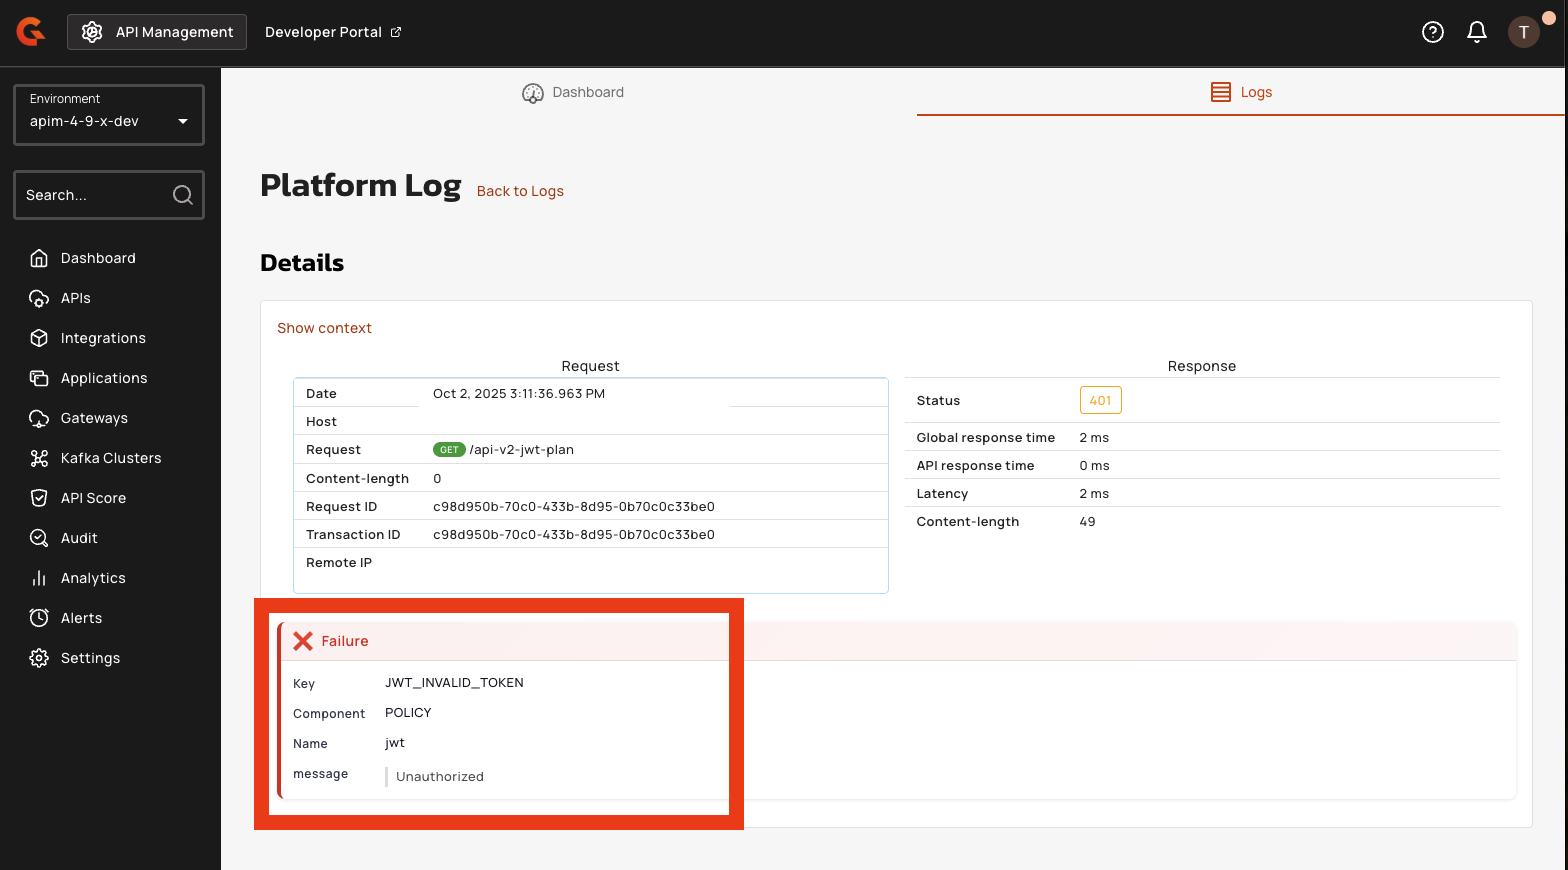 API Management
Developer Portal
T
Environment
apim-4-9-x-dev
Search...
Dashboard
APIs
Integrations
Applications
Gateways
Kafka Clusters
API Score
Audit
Analytics
Alerts
Settings
Dashboard
Logs
Platform Log Back to Logs
Details
Show context
Request
Date Oct 2, 2025 3:11:36.963 PM
Host
Request GET /api-v2-jwt-plan
Content-length 0
Request ID c98d950b-70c0-433b-8d95-0b70c0c33be0
Transaction ID c98d950b-70c0-433b-8d95-0b70c0c33be0
Remote IP
Response
Status 401
Global response time 2 ms
API response time 0 ms
Latency 2 ms
Content-length 49
Failure
Key JWT_INVALID_TOKEN
Component POLICY
Name jwt
message Unauthorized